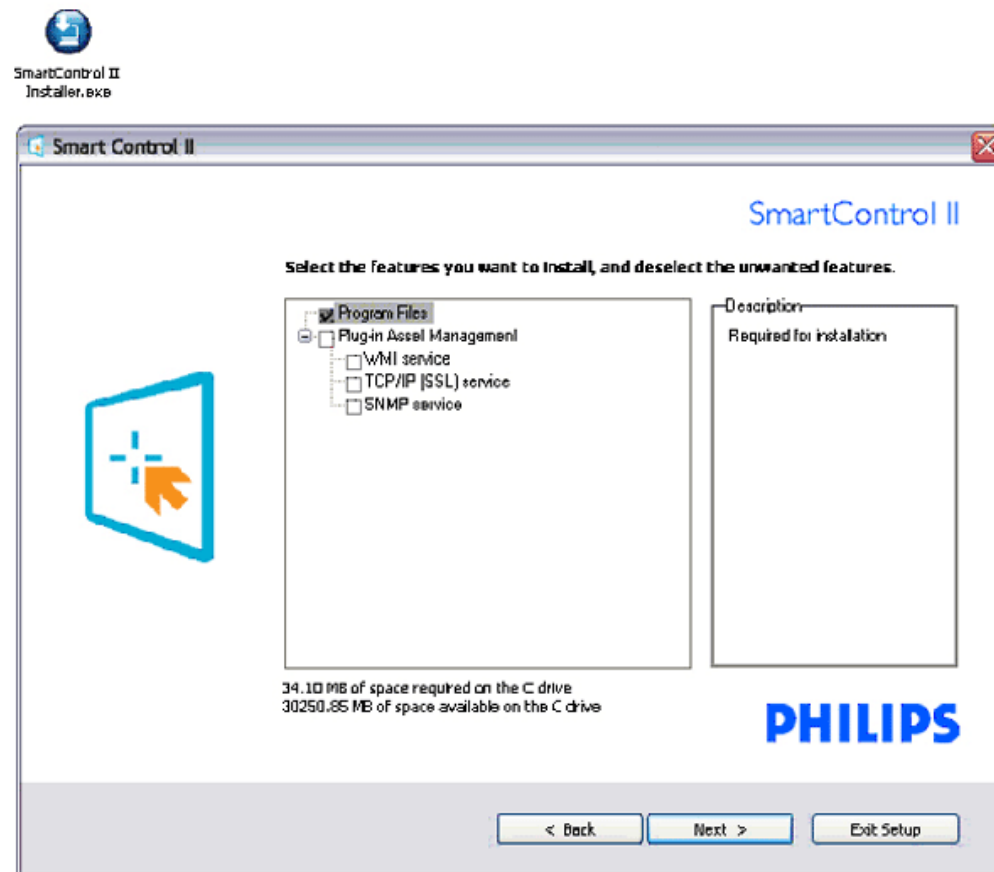 SmartControl II
Installer.exe
Smart Control II
SmartControl II
Select the features you want to install, and deselect the unwanted features.
Program Files
Plug-in Asset Management
WMI service
TCP/IP (SSL) service
SNMP service
Description
Required for installation
34.10 MB of space required on the C drive
30250.85 MB of space available on the C drive
PHILIPS
< Back
Next >
Exit Setup